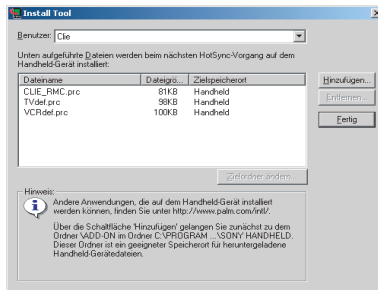 Install Tool
Benutzer: Clie
Unten aufgeführte Dateien werden beim nächsten HotSync-Vorgang auf dem
Handheld-Gerät installiert:
Dateiname Dateigrö... Zielspeicherort
CLIE_RMC.prc 81KB Handheld
TVdef.prc 98KB Handheld
VCRdef.prc 100KB Handheld
Hinzufügen...
Entfernen...
Fertig
Zielordner ändern...
Hinweis:
Andere Anwendungen, die auf dem Handheld-Gerät installiert
werden können, finden Sie unter http://www.palm.com/intl/.
Über die Schaltfläche 'Hinzufügen' gelangen Sie zunächst zu dem
Ordner \ADD-ON im Ordner C:\PROGRAM ...\SONY HANDHELD.
Dieser Ordner ist ein geeigneter Speicherort für heruntergeladene
Handheld-Gerätedateien.